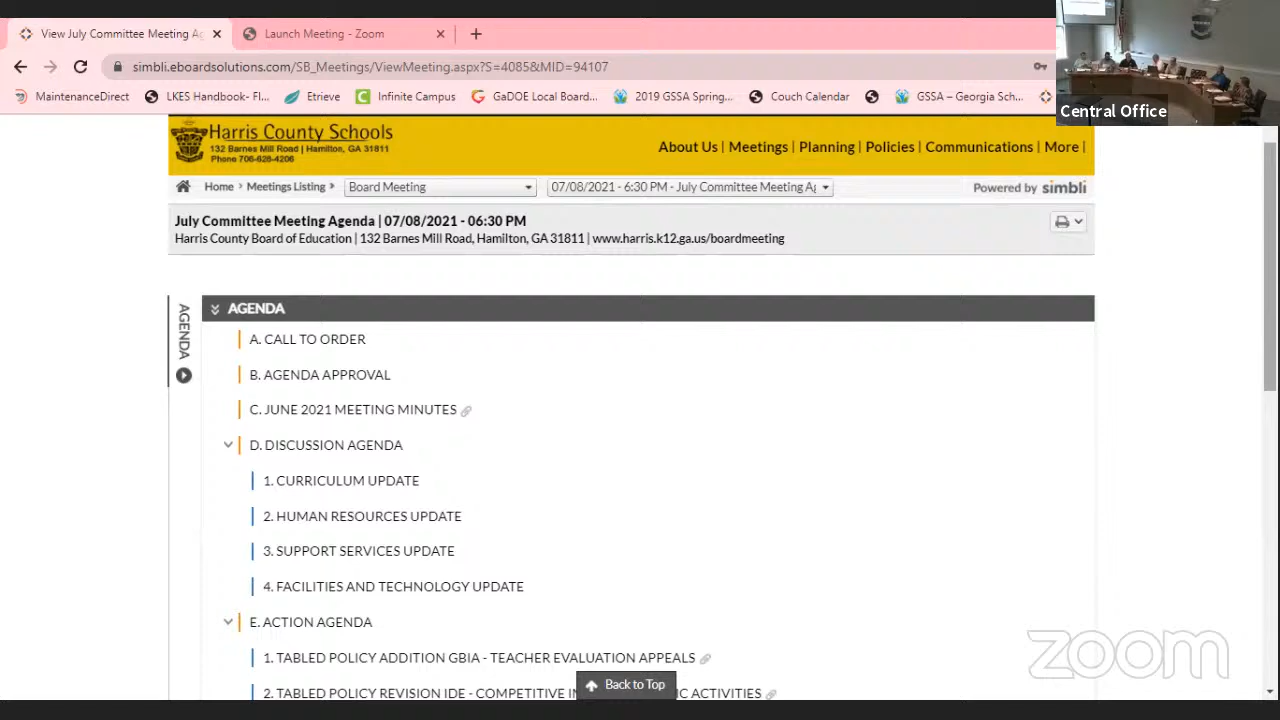 View July Committee Meeting Ag
Launch Meeting - Zoom
simbli.eboardsolutions.com/SB_Meetings/ViewMeeting.aspx?S=4085&MID=94107
MaintenanceDirect
LKES Handbook- Fl...
Etrieve
Infinite Campus
GaDOE Local Board...
2019 GSSA Spring...
Couch Calendar
GSSA – Georgia Sch...
Central Office
Harris County Schools
132 Barnes Mill Road | Hamilton, GA 31811
Phone 706-628-4206
About Us | Meetings | Planning | Policies | Communications | More |
Home > Meetings Listing >
Board Meeting
07/08/2021 - 6:30 PM - July Committee Meeting Ag
Powered by simbli
July Committee Meeting Agenda | 07/08/2021 - 06:30 PM
Harris County Board of Education | 132 Barnes Mill Road, Hamilton, GA 31811 | www.harris.k12.ga.us/boardmeeting
AGENDA
AGENDA
A. CALL TO ORDER
B. AGENDA APPROVAL
C. JUNE 2021 MEETING MINUTES
D. DISCUSSION AGENDA
1. CURRICULUM UPDATE
2. HUMAN RESOURCES UPDATE
3. SUPPORT SERVICES UPDATE
4. FACILITIES AND TECHNOLOGY UPDATE
E. ACTION AGENDA
1. TABLED POLICY ADDITION GBIA - TEACHER EVALUATION APPEALS
2. TABLED POLICY REVISION IDE - COMPETITIVE IN IC ACTIVITIES
Back to Top
zoom